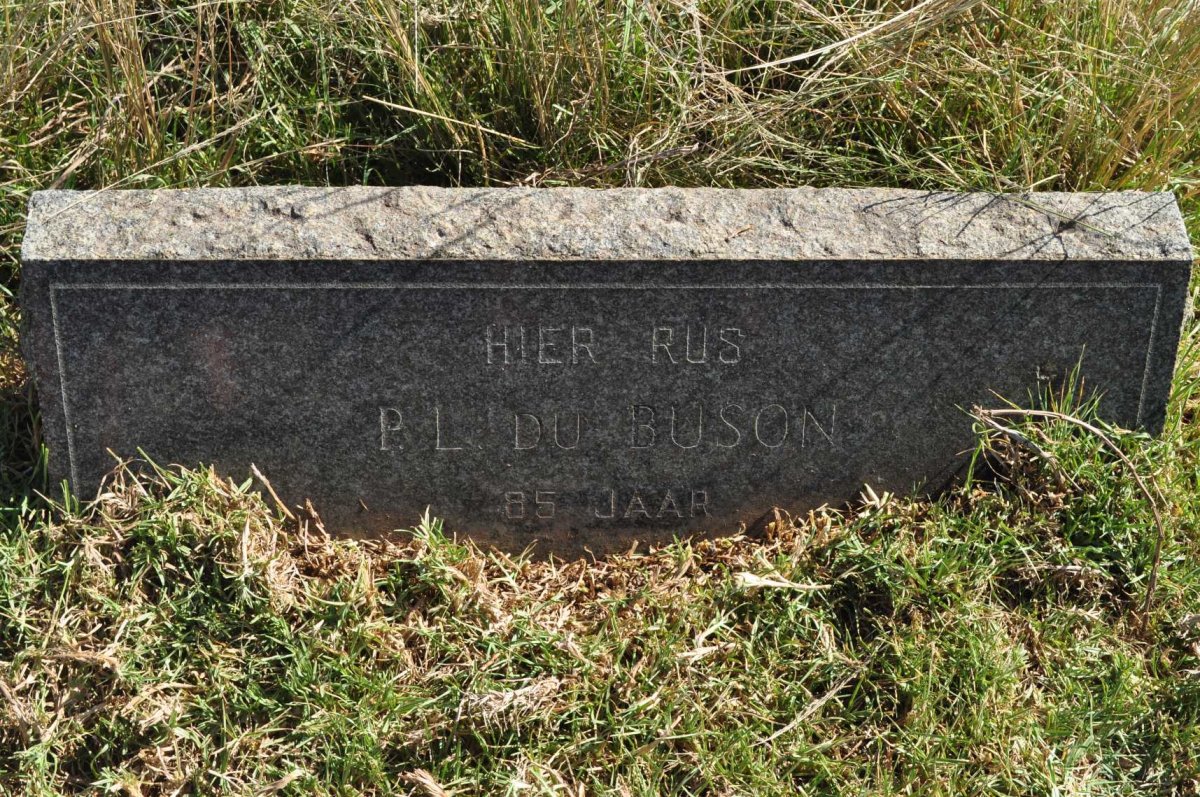 HIER RUS
P. L. DU BUSON
85 JAAR